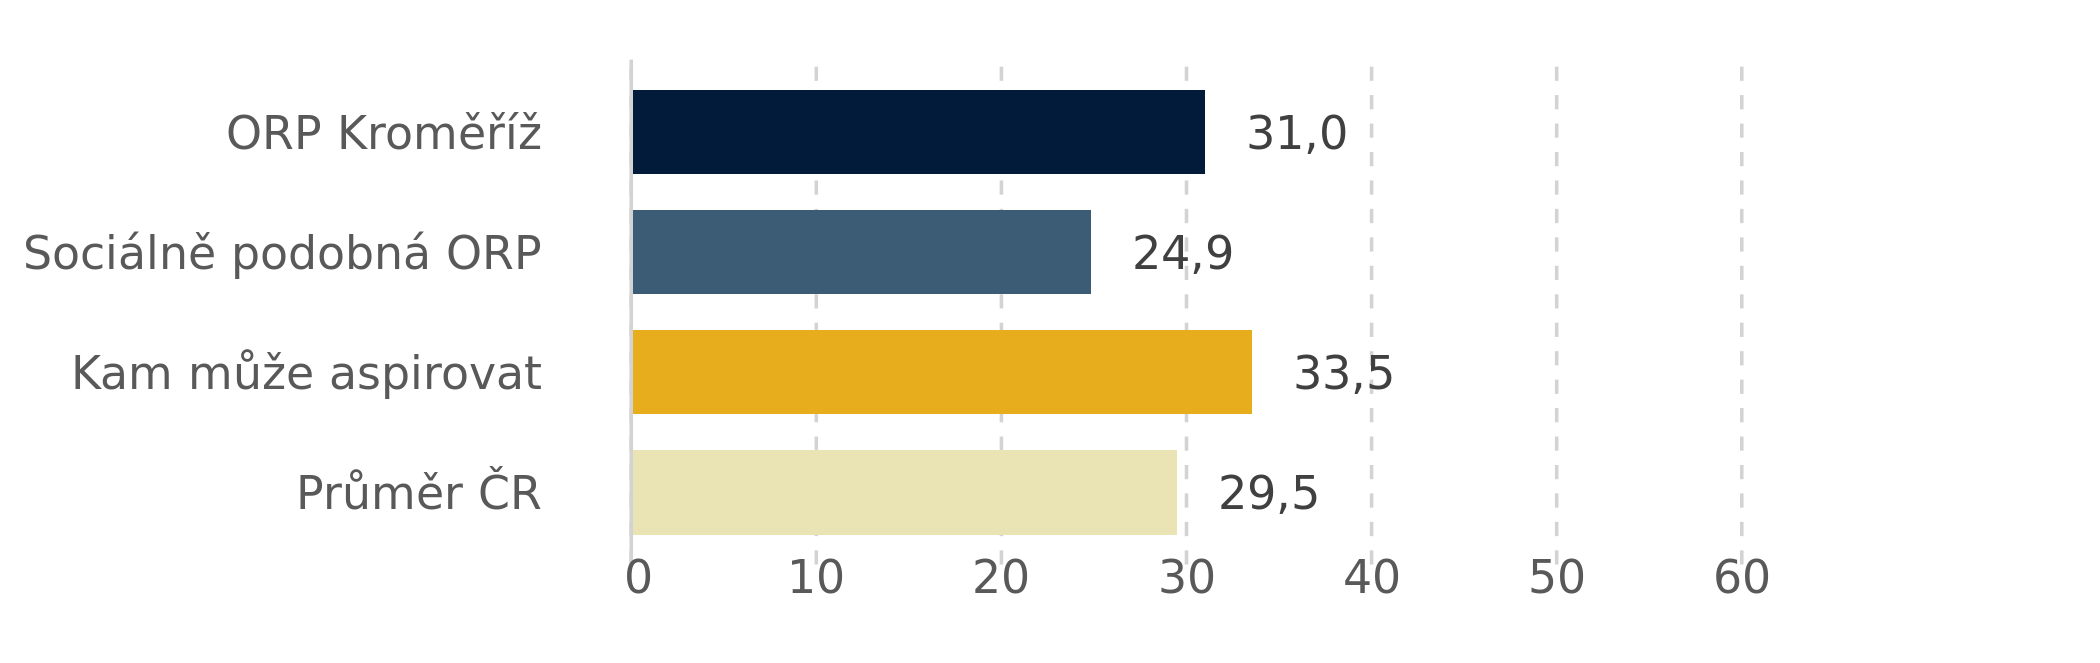 ORP Kroměříž 31,0
Sociálně podobná ORP 24,9
Kam může aspirovat 33,5
Průměr ČR 29,5
0 10 20 30 40 50 60